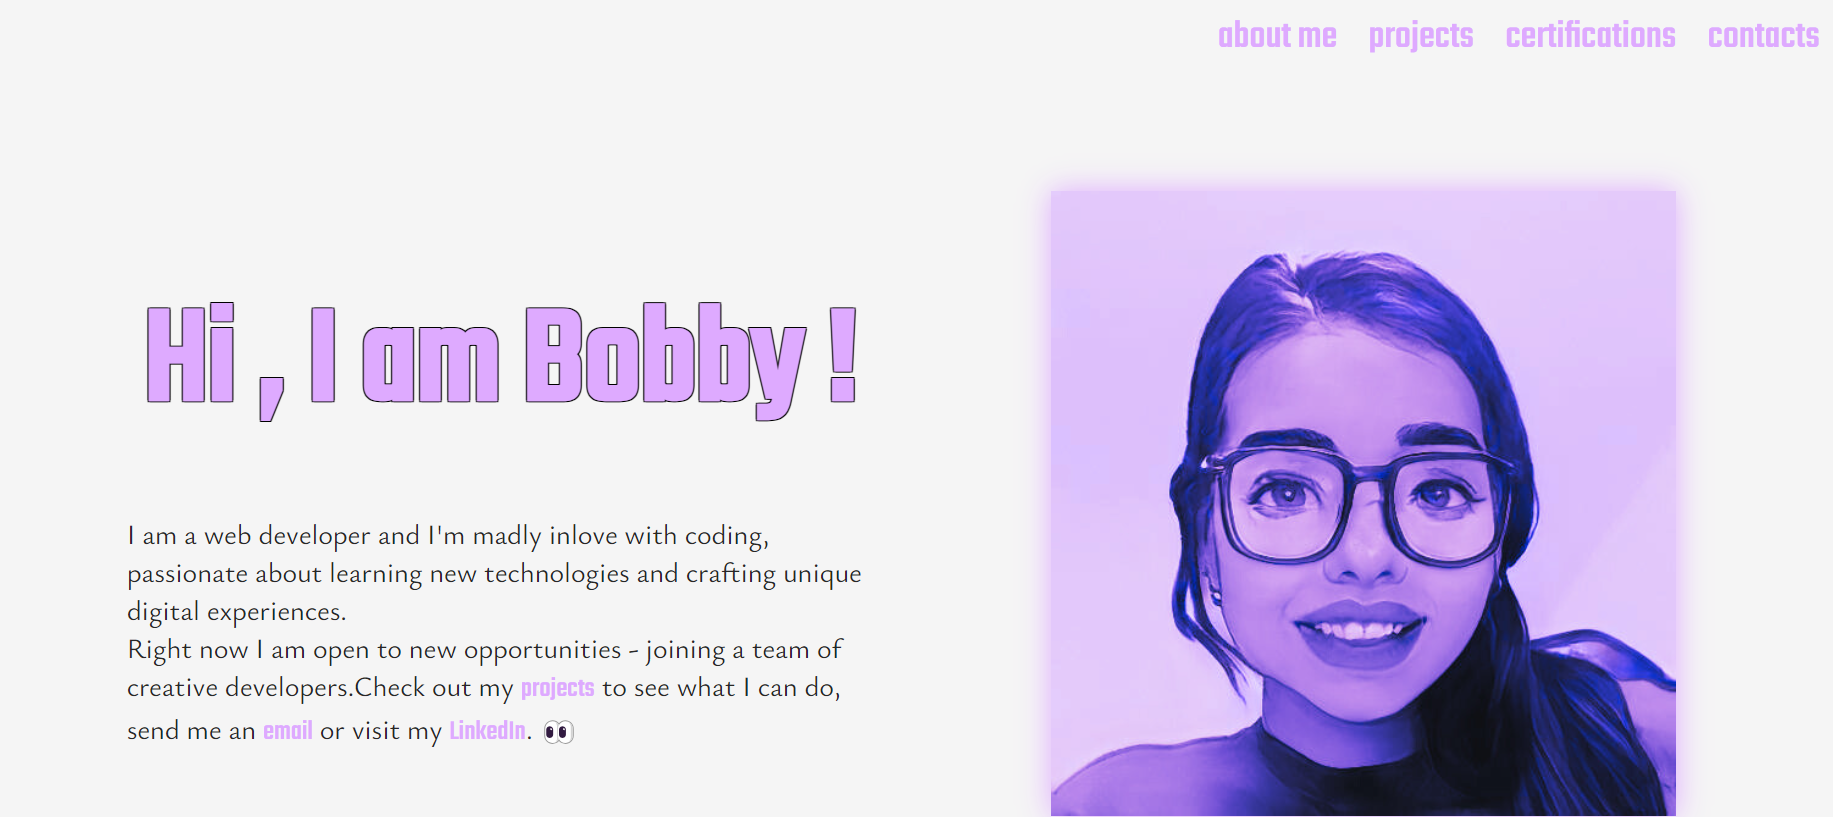 about me projects certifications contacts
Hi , I am Bobby !
I am a web developer and I'm madly inlove with coding,
passionate about learning new technologies and crafting unique
digital experiences.
Right now I am open to new opportunities - joining a team of
creative developers.Check out my projects to see what I can do,
send me an email or visit my LinkedIn. 👀